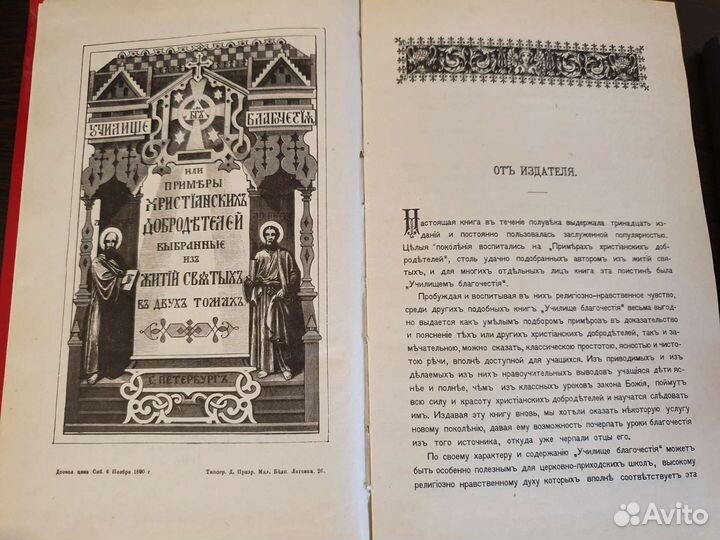 УЧИЛИЩЕ БЛАГЧЕСТІѦ
ИЛИ
ПРИМѢРЫ
ХРИСТІАНСКИХЪ
ДОБРОДѢТЕЛЕЙ
ВЫБРАННЫЕ
ИЗ
ЖИТІЙ СВѦТЫХЪ
ВЪ ДВУХЪ ТОМАХЪ
С. ПЕТЕРБУРГЪ.
Дозвол ценз Спб. 6 Ноября 1890 г
Типогр. Д. Мал. 26.
ОТЪ ИЗДАТЕЛЯ.
Настоящая книга въ теченіе полувѣка выдержала тринадцать из-
даній и постоянно пользовалась заслуженной популярностью.
Цѣлыя поколѣнія воспитались на „Примѣрахъ христіанскихъ доб-
родѣтелей", столь удачно подобранныхъ авторомъ изъ житій свя-
тыхъ, и для многихъ отдѣльныхъ лицъ книга эта поистинѣ была
„Училищемъ благочестія".
Пробуждая и воспитывая въ нихъ религіозно-нравственное чувство,
среди другихъ подобныхъ книгъ „Училище благочестія" весьма выгод-
но выдается какъ умѣлымъ подборомъ примѣровъ въ доказательство
и поясненіе тѣхъ или другихъ христіанскихъ добродѣтелей, такъ и за-
мѣчательною, можно сказать, классическою простотою, ясностью и чисто-
тою рѣчи, вполнѣ доступной для учащихся. Изъ приводимыхъ и из-
дѣлаемыхъ изъ нихъ нравоучительныхъ выводовъ учащіяся дѣти яс-
нѣе и полнѣе, чѣмъ изъ классныхъ уроковъ закона Божія, поймутъ
всю силу и красоту христіанскихъ добродѣтелей и научатся слѣдовать
имъ. Издавая эту книгу вновь, мы хотѣли оказать нѣкоторую услугу
новому поколѣнію, давая ему возможность почерпать уроки благочестія
изъ того источника, откуда уже черпали отцы его.
По своему характеру и содержанію „Училище благочестія" можетъ
быть особенно полезнымъ для церковно-приходскихъ школъ, высокому
религіозно нравственному духу которыхъ вполнѣ соотвѣтствуетъ эта
Avito